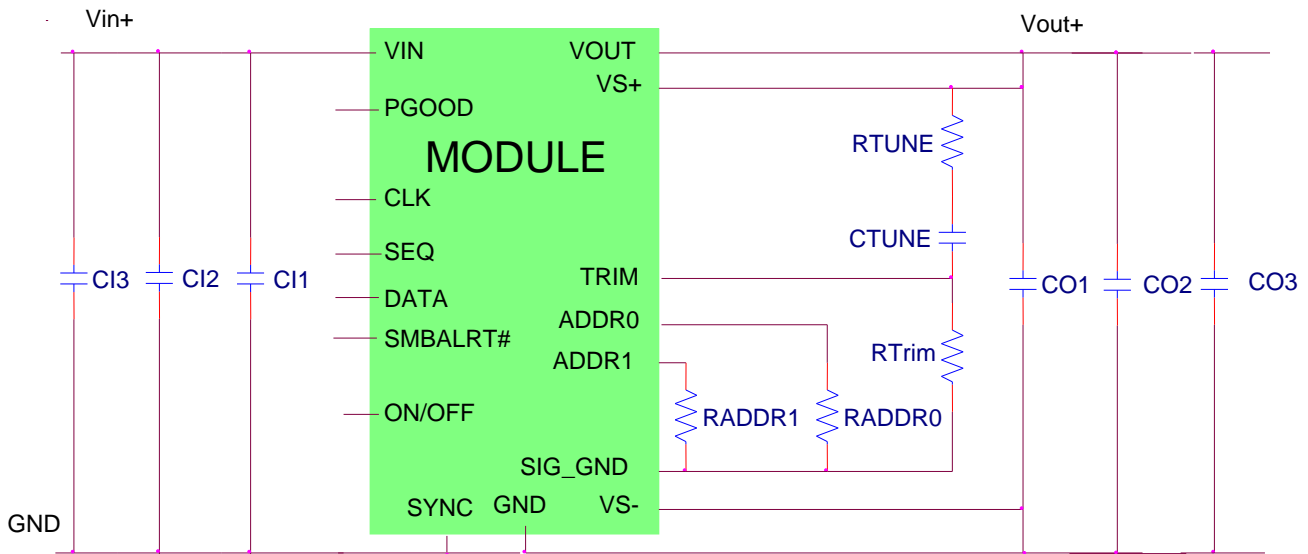 Vin+
Vout+
VIN
VOUT
VS+
PGOOD
MODULE
RTUNE
CLK
CTUNE
SEQ
TRIM
CI3
CI2
CI1
DATA
CO1
CO2
CO3
ADDR0
SMBALRT#
RTrim
ADDR1
ON/OFF
RADDR1
RADDR0
SIG_GND
SYNC
GND
VS-
GND